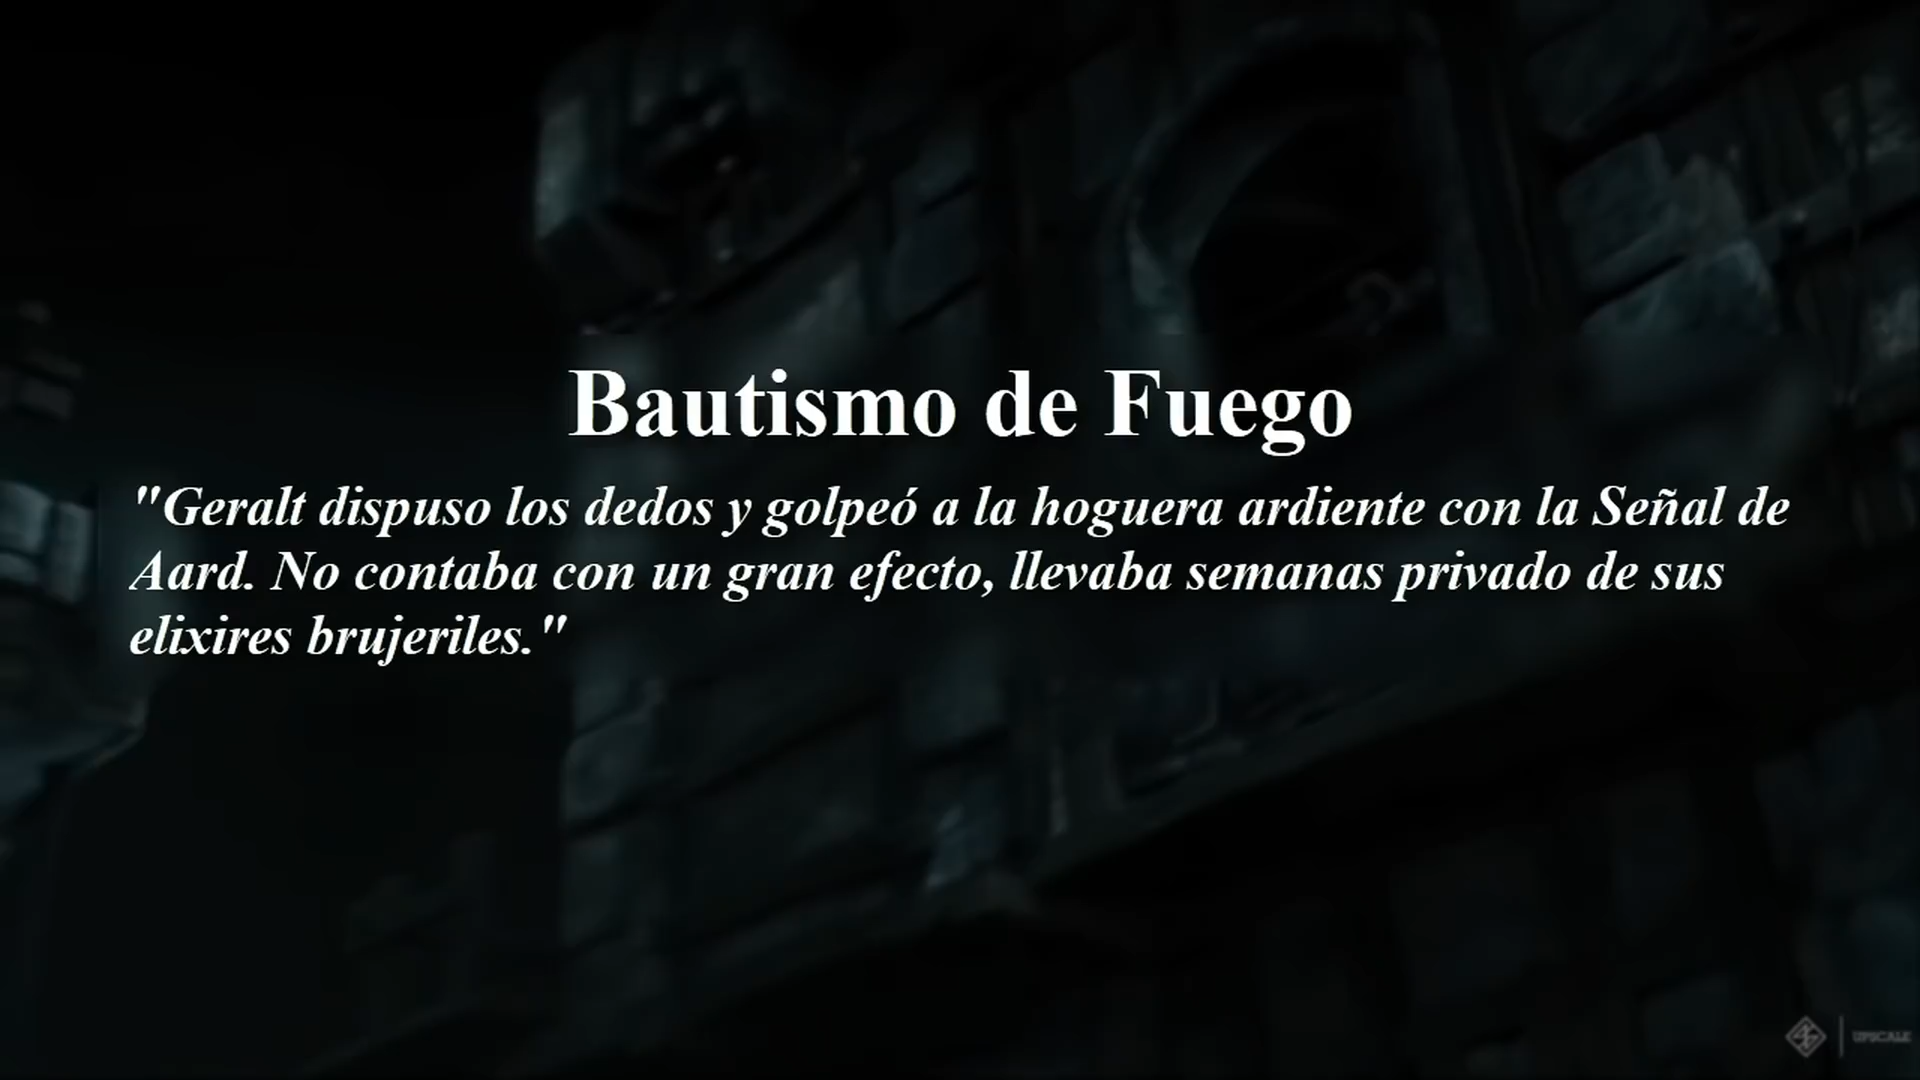 Bautismo de Fuego
"Geralt dispuso los dedos y golpeó a la hoguera ardiente con la Señal de
Aard. No contaba con un gran efecto, llevaba semanas privado de sus
elixires brujeriles."
UPSCALE